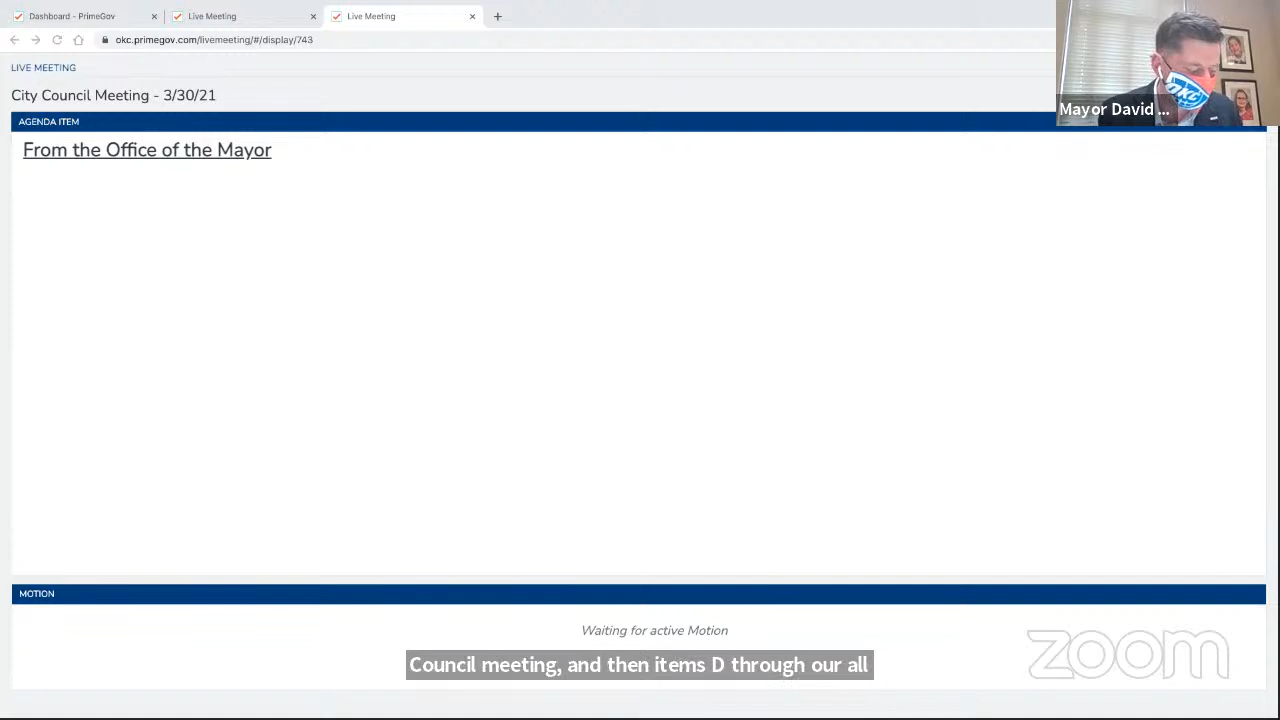 Dashboard - PrimeGov
Live Meeting
Live Meeting
okc.primegov.com/livemeeting/#/display/743
LIVE MEETING
City Council Meeting - 3/30/21
AGENDA ITEM
From the Office of the Mayor
OKC
Mayor David ...
MOTION
Waiting for active Motion
Council meeting, and then items D through our all
zoom